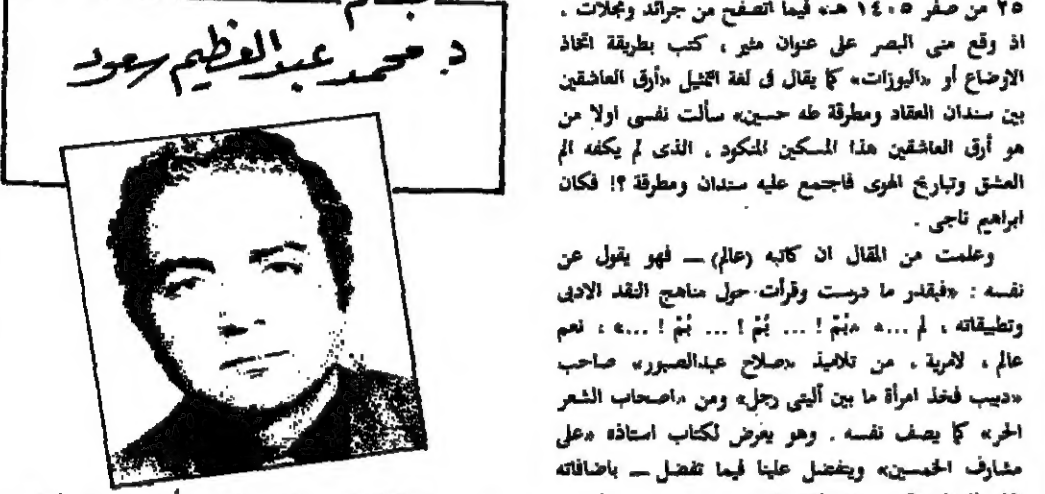 ٢٥ من صفر ١٤٠٥ هـ» فيما اتصفح من جرائد ومجلات .
اذ وقع منى البصر على عنوان مثير ، كتب بطريقة اتخاذ
الاوضاع أو «البوزات» كما يقال فى لغة التمثيل «أرق العاشقين
بين سندان العقاد ومطرقة طه حسين» سألت نفسى اولا من
هو أرق العاشقين هذا المسكين المنكود ، الذى لم يكفه الم
العشق وتباريخ الهوى فاجتمع عليه سندان ومطرقة ؟! فكان
ابراهيم ناجى .
وعلمت من المقال ان كاتبه (عالم) ــ فهو يقول عن
نفسه : «فبقدر ما درست وقرأت حول مناهج النقد الادبى
وتطبيقاته ، لم ...» «بُمْ ! ... بُمْ ! ... بُمْ ! ...» : نعم
عالم ، لامرية ، من تلاميذ «صلاح عبدالصبور» صاحب
«دبيب فخذ امرأة ما بين أليتى رجل» ومن «اصحاب الشعر
الحر» كما يصف نفسه . وهو يعرض لكتاب استاذه «على
مشارف الخمسين» ويتفضل علينا فيما تفضل ــ باضافاته
بقلم
د. محمد عبدالعظيم سعود